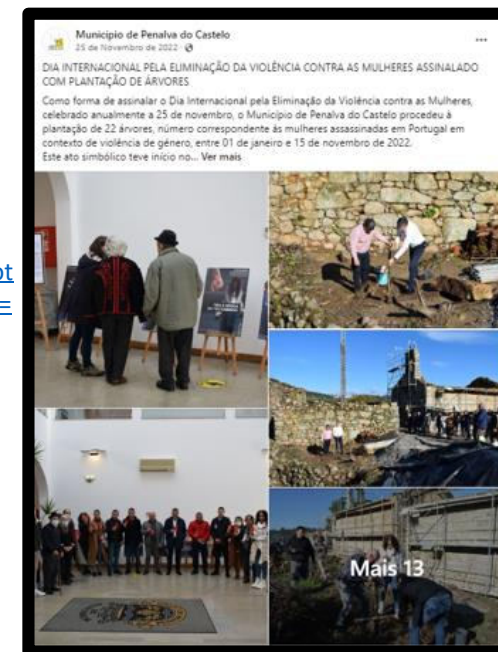 Município de Penalva do Castelo
25 de Novembro de 2022
DIA INTERNACIONAL PELA ELIMINAÇÃO DA VIOLÊNCIA CONTRA AS MULHERES ASSINALADO
COM PLANTAÇÃO DE ÁRVORES
Como forma de assinalar o Dia Internacional pela Eliminação da Violência contra as Mulheres,
celebrado anualmente a 25 de novembro, o Município de Penalva do Castelo procedeu à
plantação de 22 árvores, número correspondente às mulheres assassinadas em Portugal em
contexto de violência de género, entre 01 de janeiro e 15 de novembro de 2022.
Este ato simbólico teve início no... Ver mais
ot
=
Mais 13